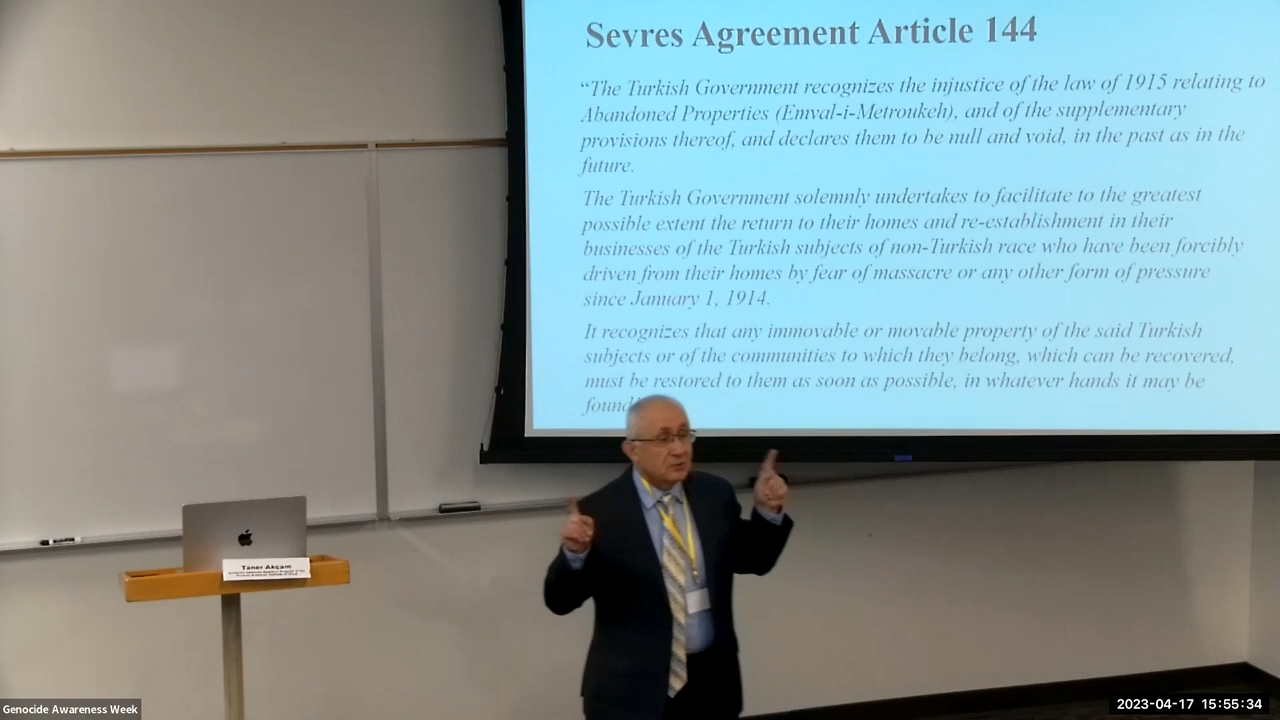 Sevres Agreement Article 144
“The Turkish Government recognizes the injustice of the law of 1915 relating to
Abandoned Properties (Emval-i-Metroukeh), and of the supplementary
provisions thereof, and declares them to be null and void, in the past as in the
future.
The Turkish Government solemnly undertakes to facilitate to the greatest
possible extent the return to their homes and re-establishment in their
businesses of the Turkish subjects of non-Turkish race who have been forcibly
driven from their homes by fear of massacre or any other form of pressure
since January 1, 1914.
It recognizes that any immovable or movable property of the said Turkish
subjects or of the communities to which they belong, which can be recovered,
must be restored to them as soon as possible, in whatever hands it may be
found
Taner Akçam
Genocide Awareness Week
2023-04-17 15:55:34